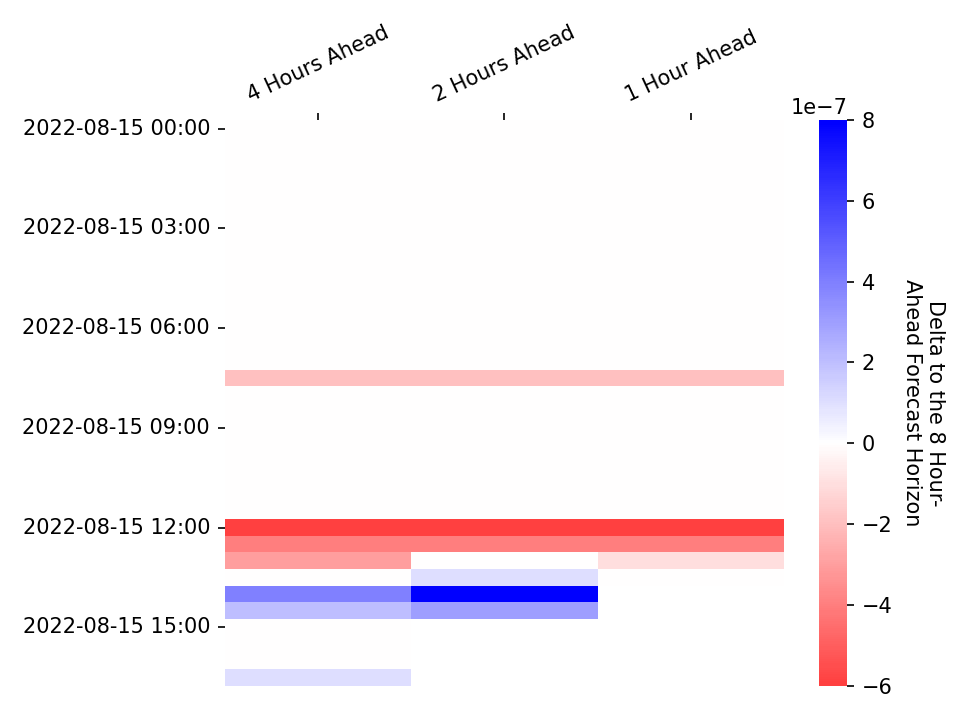 4 Hours Ahead
2 Hours Ahead
1 Hour Ahead
1e−7
2022-08-15 00:00
2022-08-15 03:00
2022-08-15 06:00
2022-08-15 09:00
2022-08-15 12:00
2022-08-15 15:00
8
6
4
2
0
−2
−4
−6
Delta to the 8 Hour-
Ahead Forecast Horizon